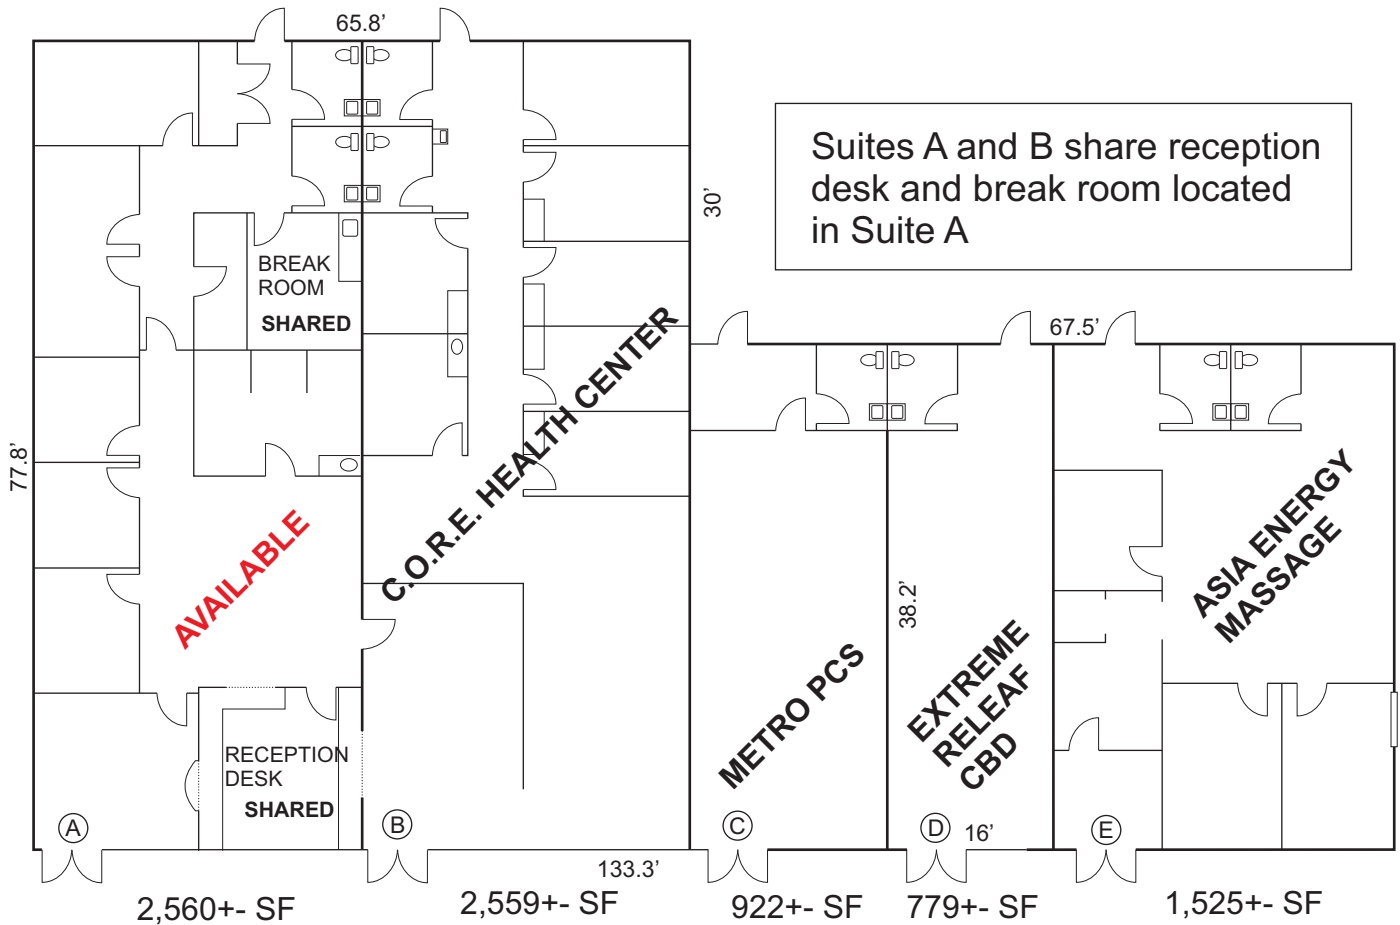 65.8’
Suites A and B share reception
desk and break room located
in Suite A
30’
BREAK
ROOM
SHARED
67.5’
77.8’
C.O.R.E. HEALTH CENTER
AVAILABLE
ASIA ENERGY
MASSAGE
38.2’
METRO PCS
EXTREME
RELEAF
CBD
RECEPTION
DESK
SHARED
A
B
C
D
16’
E
133.3’
2,560+- SF
2,559+- SF
922+- SF
779+- SF
1,525+- SF